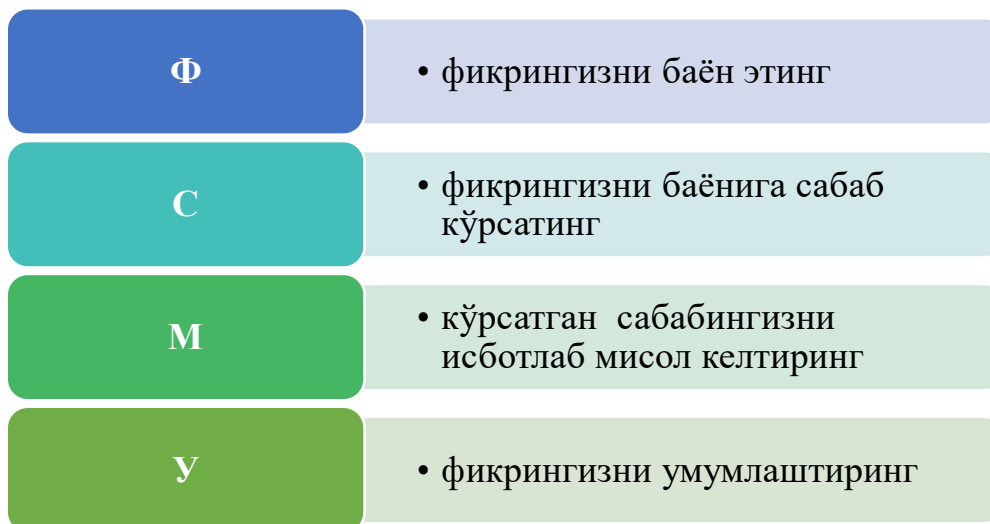 Ф
• фикрингизни баён этинг
С
• фикрингизни баёнига сабаб
кўрсатинг
М
• кўрсатган  сабабингизни
исботлаб мисол келтиринг
У
• фикрингизни умумлаштиринг